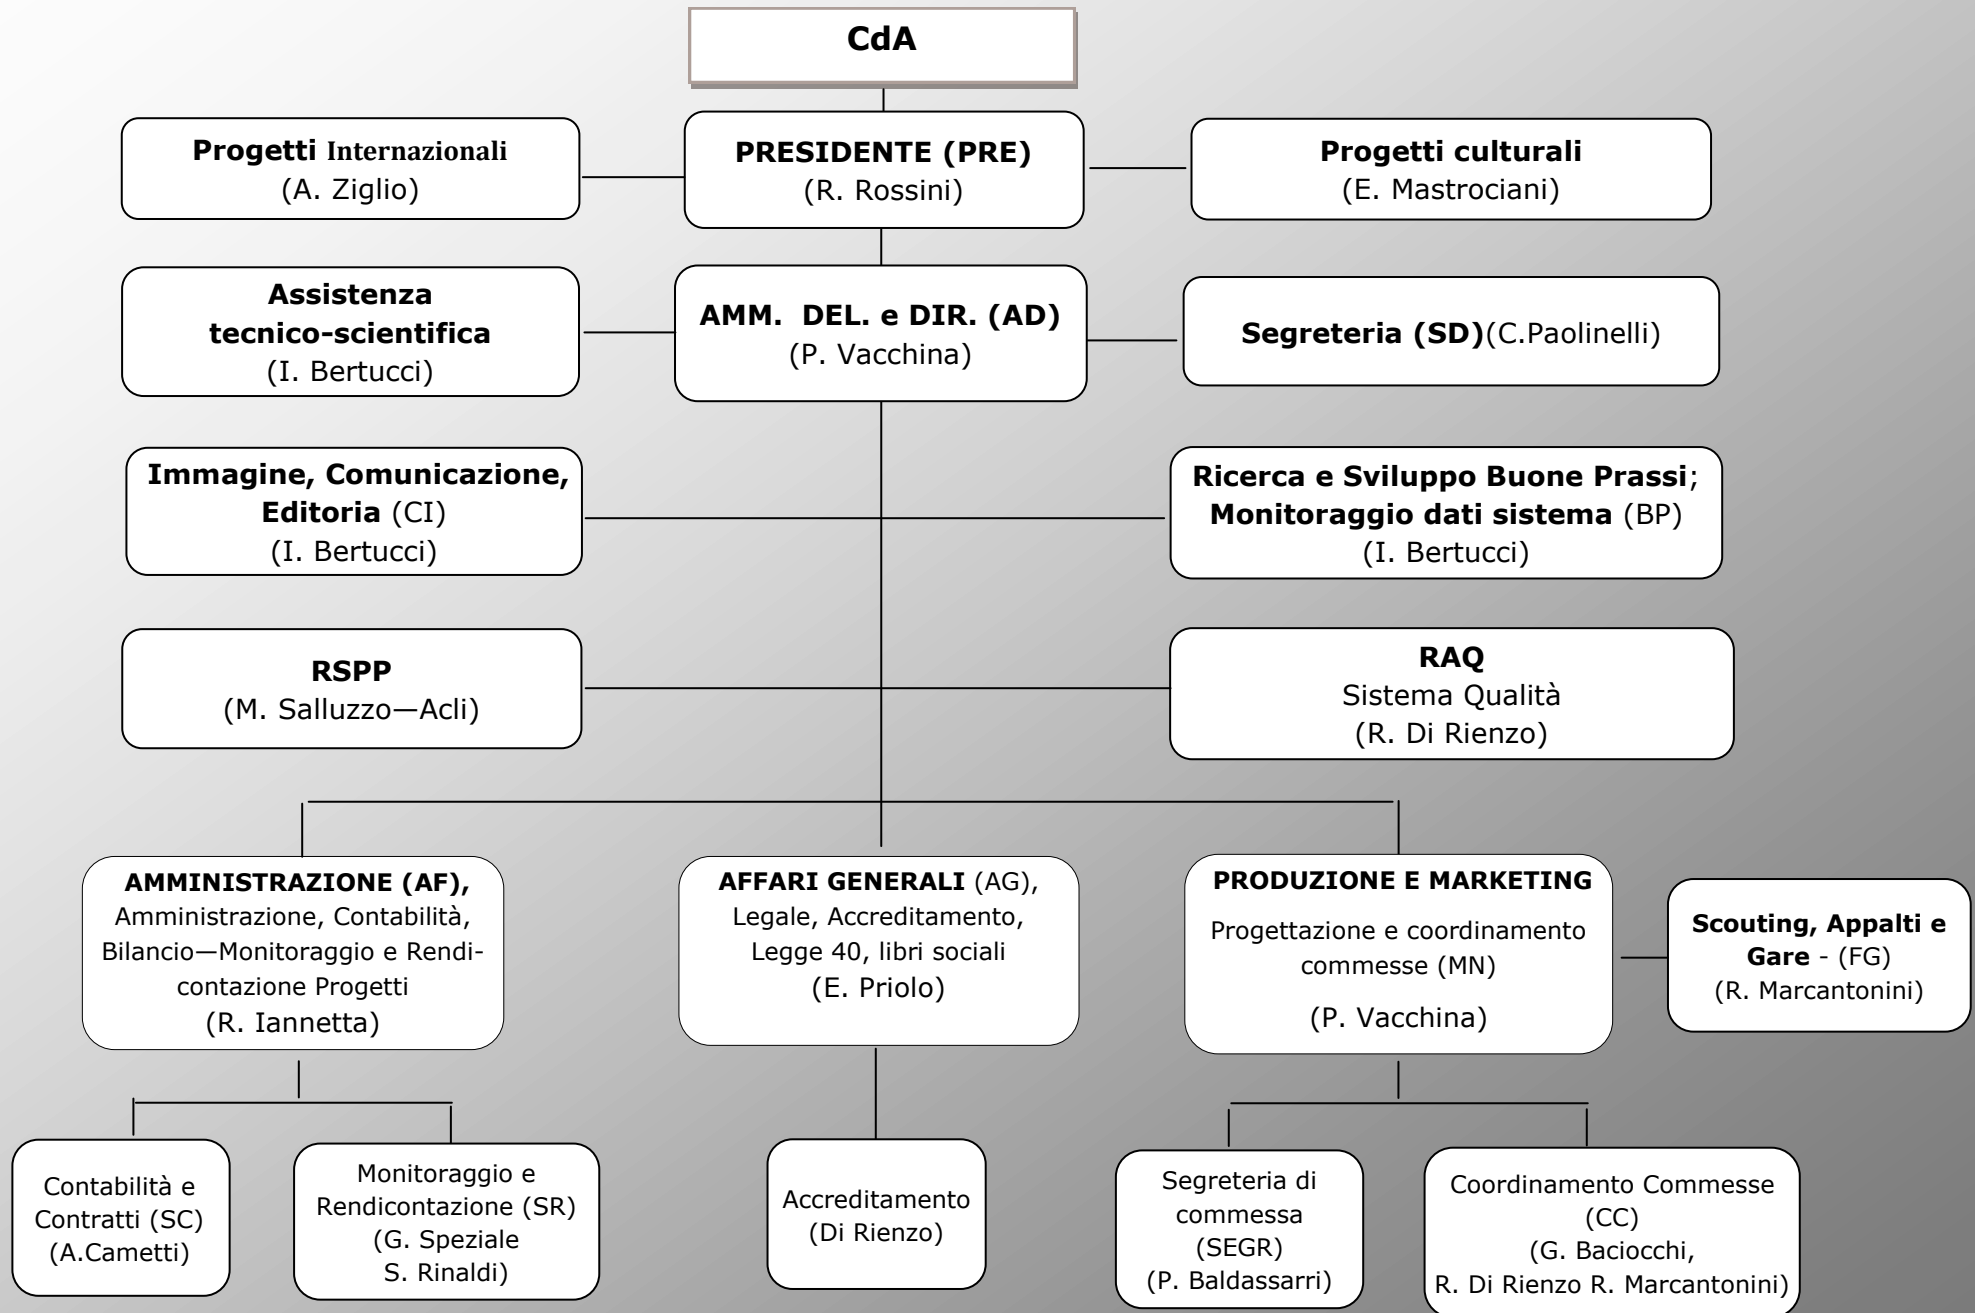 CdA
Progetti Internazionali
(A. Ziglio)
PRESIDENTE (PRE)
(R. Rossini)
Progetti culturali
(E. Mastrociani)
Assistenza
tecnico-scientifica
(I. Bertucci)
AMM. DEL. e DIR. (AD)
(P. Vacchina)
Segreteria (SD)(C.Paolinelli)
Immagine, Comunicazione,
Editoria (CI)
(I. Bertucci)
Ricerca e Sviluppo Buone Prassi;
Monitoraggio dati sistema (BP)
(I. Bertucci)
RSPP
(M. Salluzzo—Acli)
RAQ
Sistema Qualità
(R. Di Rienzo)
AMMINISTRAZIONE (AF),
Amministrazione, Contabilità,
Bilancio—Monitoraggio e Rendi-
contazione Progetti
(R. Iannetta)
AFFARI GENERALI (AG),
Legale, Accreditamento,
Legge 40, libri sociali
(E. Priolo)
PRODUZIONE E MARKETING
Progettazione e coordinamento
commesse (MN)
(P. Vacchina)
Scouting, Appalti e
Gare - (FG)
(R. Marcantonini)
Contabilità e
Contratti (SC)
(A.Cametti)
Monitoraggio e
Rendicontazione (SR)
(G. Speziale
S. Rinaldi)
Accreditamento
(Di Rienzo)
Segreteria di
commessa
(SEGR)
(P. Baldassarri)
Coordinamento Commesse
(CC)
(G. Baciocchi,
R. Di Rienzo R. Marcantonini)